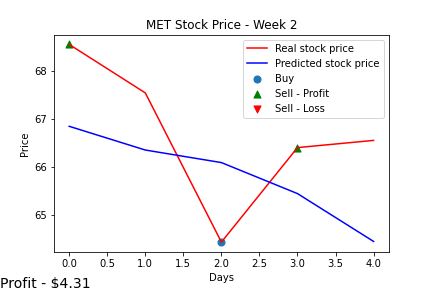 MET Stock Price - Week 2
Real stock price
Predicted stock price
Buy
Sell - Profit
Sell - Loss
Price
68
67
66
65
0.0 0.5 1.0 1.5 2.0 2.5 3.0 3.5 4.0
Days
Profit - $4.31